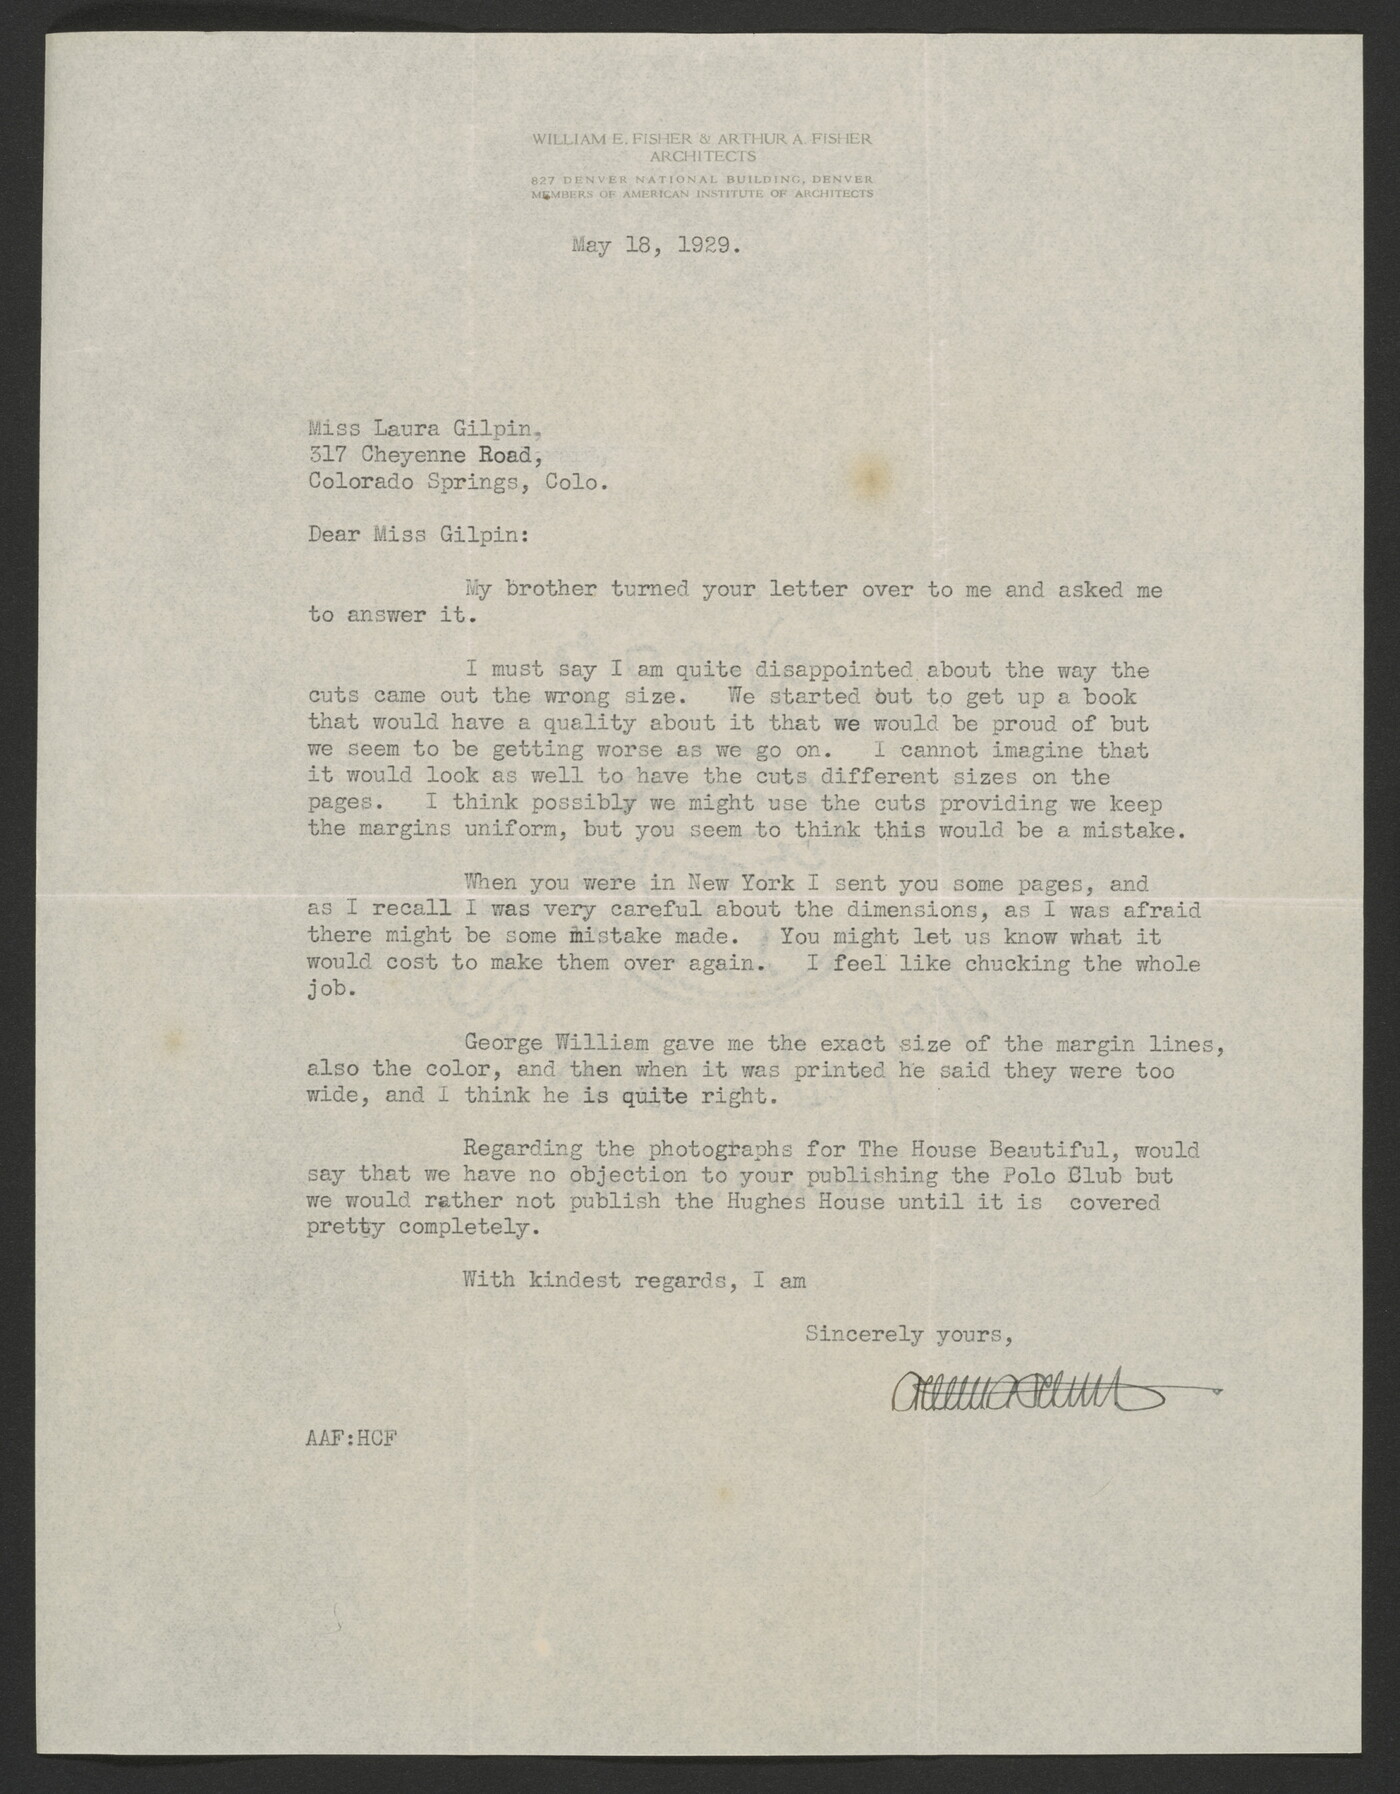 WILLIAM E. FISHER & ARTHUR A. FISHER
ARCHITECTS
827 DENVER NATIONAL BUILDING, DENVER
MEMBERS OF AMERICAN INSTITUTE OF ARCHITECTS
May 18, 1929.
Miss Laura Gilpin,
317 Cheyenne Road,
Colorado Springs, Colo.
Dear Miss Gilpin:
My brother turned your letter over to me and asked me
to answer it.
I must say I am quite disappointed about the way the
cuts came out the wrong size. We started out to get up a book
that would have a quality about it that we would be proud of but
we seem to be getting worse as we go on. I cannot imagine that
it would look as well to have the cuts different sizes on the
pages. I think possibly we might use the cuts providing we keep
the margins uniform, but you seem to think this would be a mistake.
When you were in New York I sent you some pages, and
as I recall I was very careful about the dimensions, as I was afraid
there might be some mistake made. You might let us know what it
would cost to make them over again. I feel like chucking the whole
job.
George William gave me the exact size of the margin lines,
also the color, and then when it was printed he said they were too
wide, and I think he is quite right.
Regarding the photographs for The House Beautiful, would
say that we have no objection to your publishing the Polo Club but
we would rather not publish the Hughes House until it is covered
pretty completely.
With kindest regards, I am
Sincerely yours,
AAF:HCF